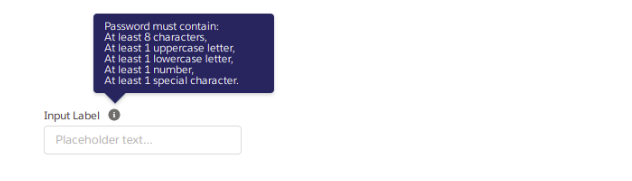 Password must contain:
At least 8 characters,
At least 1 uppercase letter,
At least 1 lowercase letter,
At least 1 number,
At least 1 special character.
Input Label
Placeholder text...